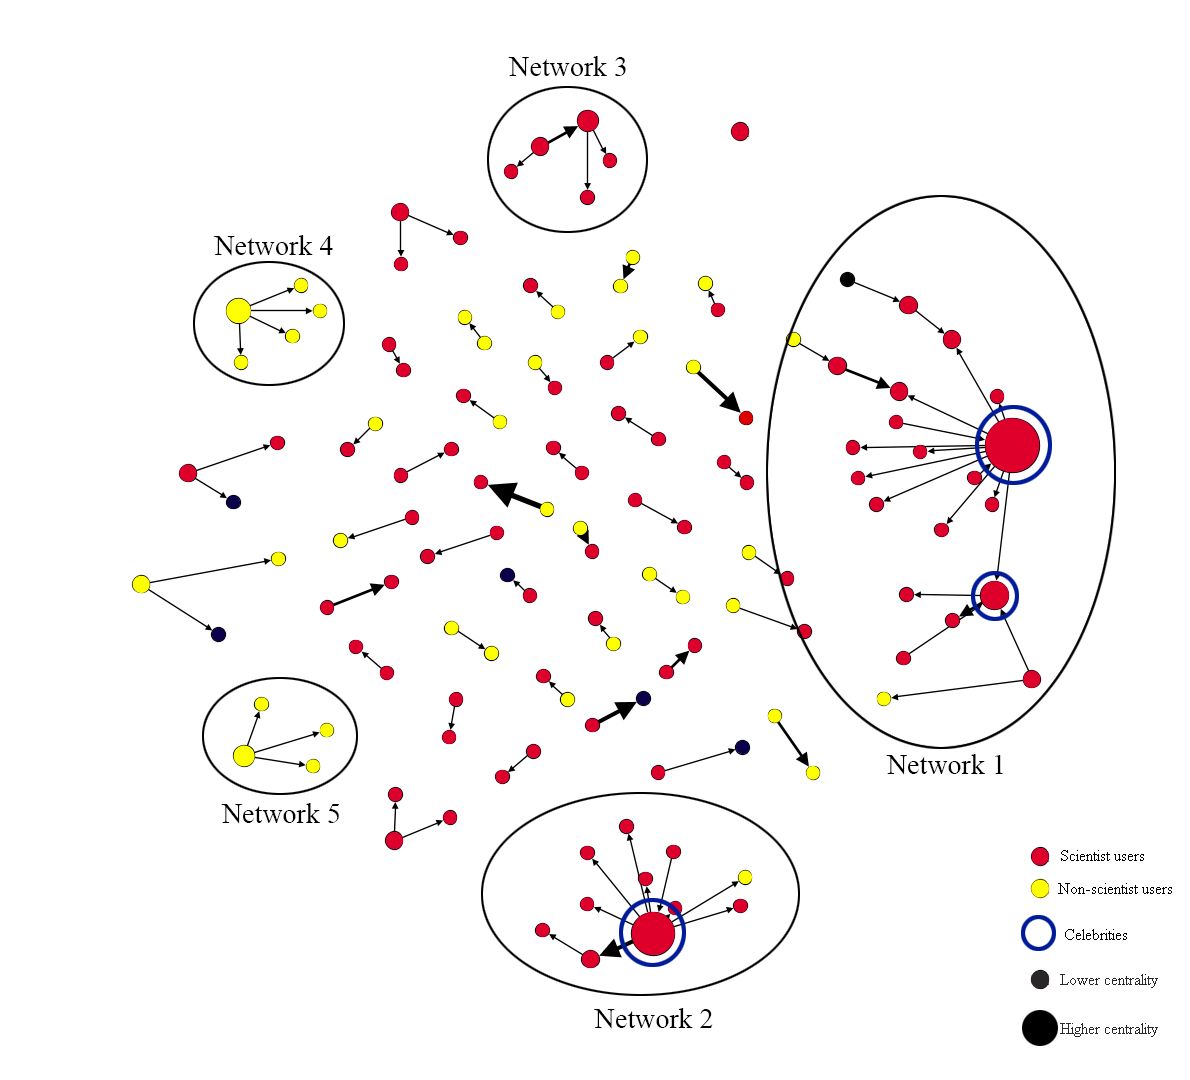 Network 3
Network 4
Network 1
Network 5
Network 2
Scientist users
Non-scientist users
Celebrities
Lower centrality
Higher centrality